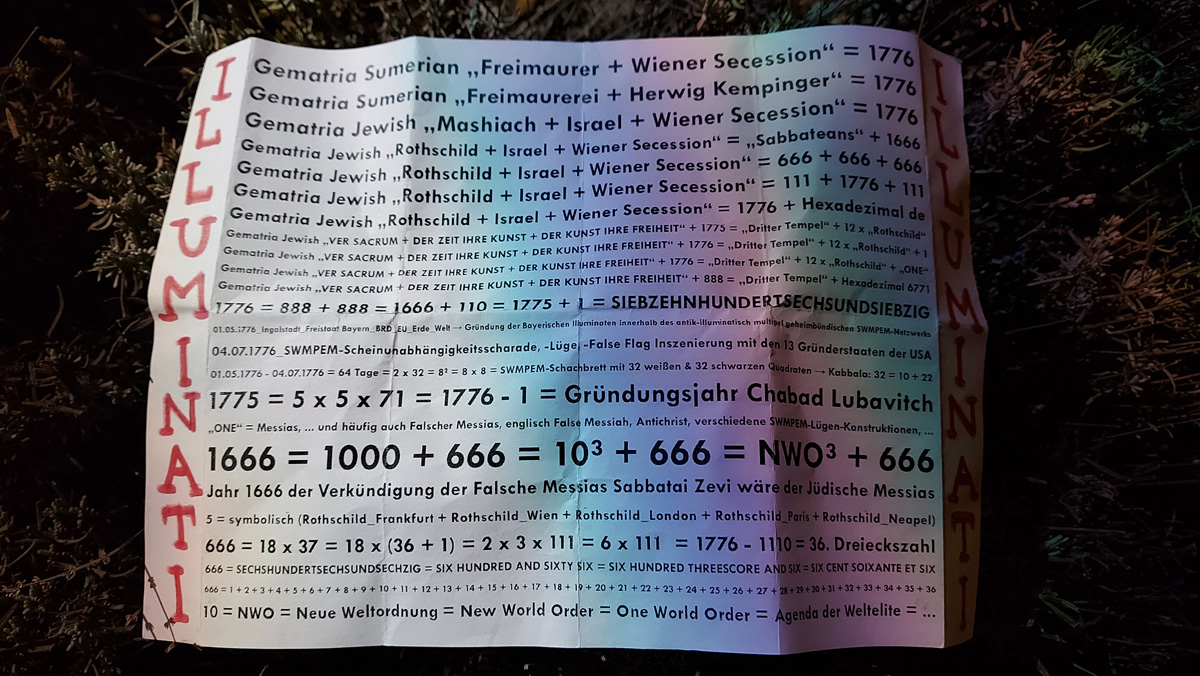 ILLUMINATI
Gematria Sumerian „Freimaurer + Wiener Secession“ = 1776
Gematria Sumerian „Freimaurerei + Herwig Kempinger“ = 1776
Gematria Jewish „Mashiach + Israel + Wiener Secession“ = 1776
Gematria Jewish „Rothschild + Israel + Wiener Secession“ = „Sabbateans“ + 1666
Gematria Jewish „Rothschild + Israel + Wiener Secession“ = 666 + 666 + 666
Gematria Jewish „Rothschild + Israel + Wiener Secession“ = 111 + 1776 + 111
Gematria Jewish „Rothschild + Israel + Wiener Secession“ = 1776 + Hexadezimal de
Gematria Jewish „VER SACRUM + DER ZEIT IHRE KUNST + DER KUNST IHRE FREIHEIT“ + 1775 = „Dritter Tempel“ + 12 x „Rothschild“
Gematria Jewish „VER SACRUM + DER ZEIT IHRE KUNST + DER KUNST IHRE FREIHEIT“ + 1776 = „Dritter Tempel“ + 12 x „Rothschild“ + 1
Gematria Jewish „VER SACRUM + DER ZEIT IHRE KUNST + DER KUNST IHRE FREIHEIT“ + 1776 = „Dritter Tempel“ + 12 x „Rothschild“ + „ONE“
Gematria Jewish „VER SACRUM + DER ZEIT IHRE KUNST + DER KUNST IHRE FREIHEIT“ + 888 = „Dritter Tempel“ + Hexadezimal 6771
1776 = 888 + 888 = 1666 + 110 = 1775 + 1 = SIEBZEHNHUNDERTSECHSUNDSIEBZIG
01.05.1776_Ingolstadt_Freistaat Bayern_BRD_EU_Erde_Welt → Gründung der Bayerischen Illuminaten innerhalb des antik-illuminatisch multipel geheimbündischen SWMPEM-Netzwerks
04.07.1776_SWMPEM-Scheinunabhängigkeitsscharade, -Lüge, -False Flag Inszenierung mit den 13 Gründerstaaten der USA
01.05.1776 - 04.07.1776 = 64 Tage = 2 x 32 = 8² = 8 x 8 = SWMPEM-Schachbrett mit 32 weißen & 32 schwarzen Quadraten → Kabbala: 32 = 10 + 22
1775 = 5 x 5 x 71 = 1776 - 1 = Gründungsjahr Chabad Lubavitch
„ONE“ = Messias, ... und häufig auch Falscher Messias, englisch False Messiah, Antichrist, verschiedene SWMPEM-Lügen-Konstruktionen, ...
1666 = 1000 + 666 = 10³ + 666 = NWO³ + 666
Jahr 1666 der Verkündigung der Falsche Messias Sabbatai Zevi wäre der Jüdische Messias
5 = symbolisch (Rothschild_Frankfurt + Rothschild_Wien + Rothschild_London + Rothschild_Paris + Rothschild_Neapel)
666 = 18 x 37 = 18 x (36 + 1) = 2 x 3 x 111 = 6 x 111 = 1776 - 1110 = 36. Dreieckszahl
666 = SECHSHUNDERTSECHSUNDSECHZIG = SIX HUNDRED AND SIXTY SIX = SIX HUNDRED THREESCORE AND SIX = SIX CENT SOIXANTE ET SIX
666 = 1 + 2 + 3 + 4 + 5 + 6 + 7 + 8 + 9 + 10 + 11 + 12 + 13 + 14 + 15 + 16 + 17 + 18 + 19 + 20 + 21 + 22 + 23 + 24 + 25 + 26 + 27 + 28 + 29 + 30 + 31 + 32 + 33 + 34 + 35 + 36
10 = NWO = Neue Weltordnung = New World Order = One World Order = Agenda der Weltelite = ...
ILLUMINATI